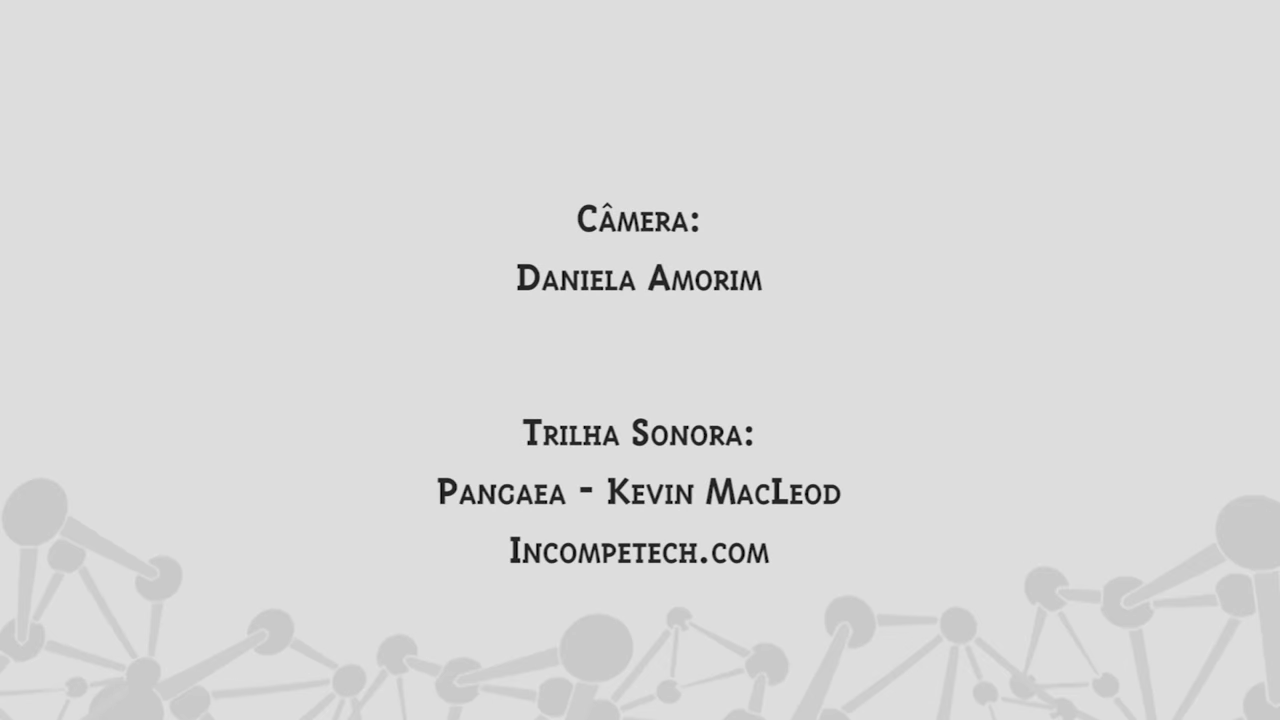 Câmera:
Daniela Amorim
Trilha Sonora:
Pangaea - Kevin MacLeod
Incompetech.com